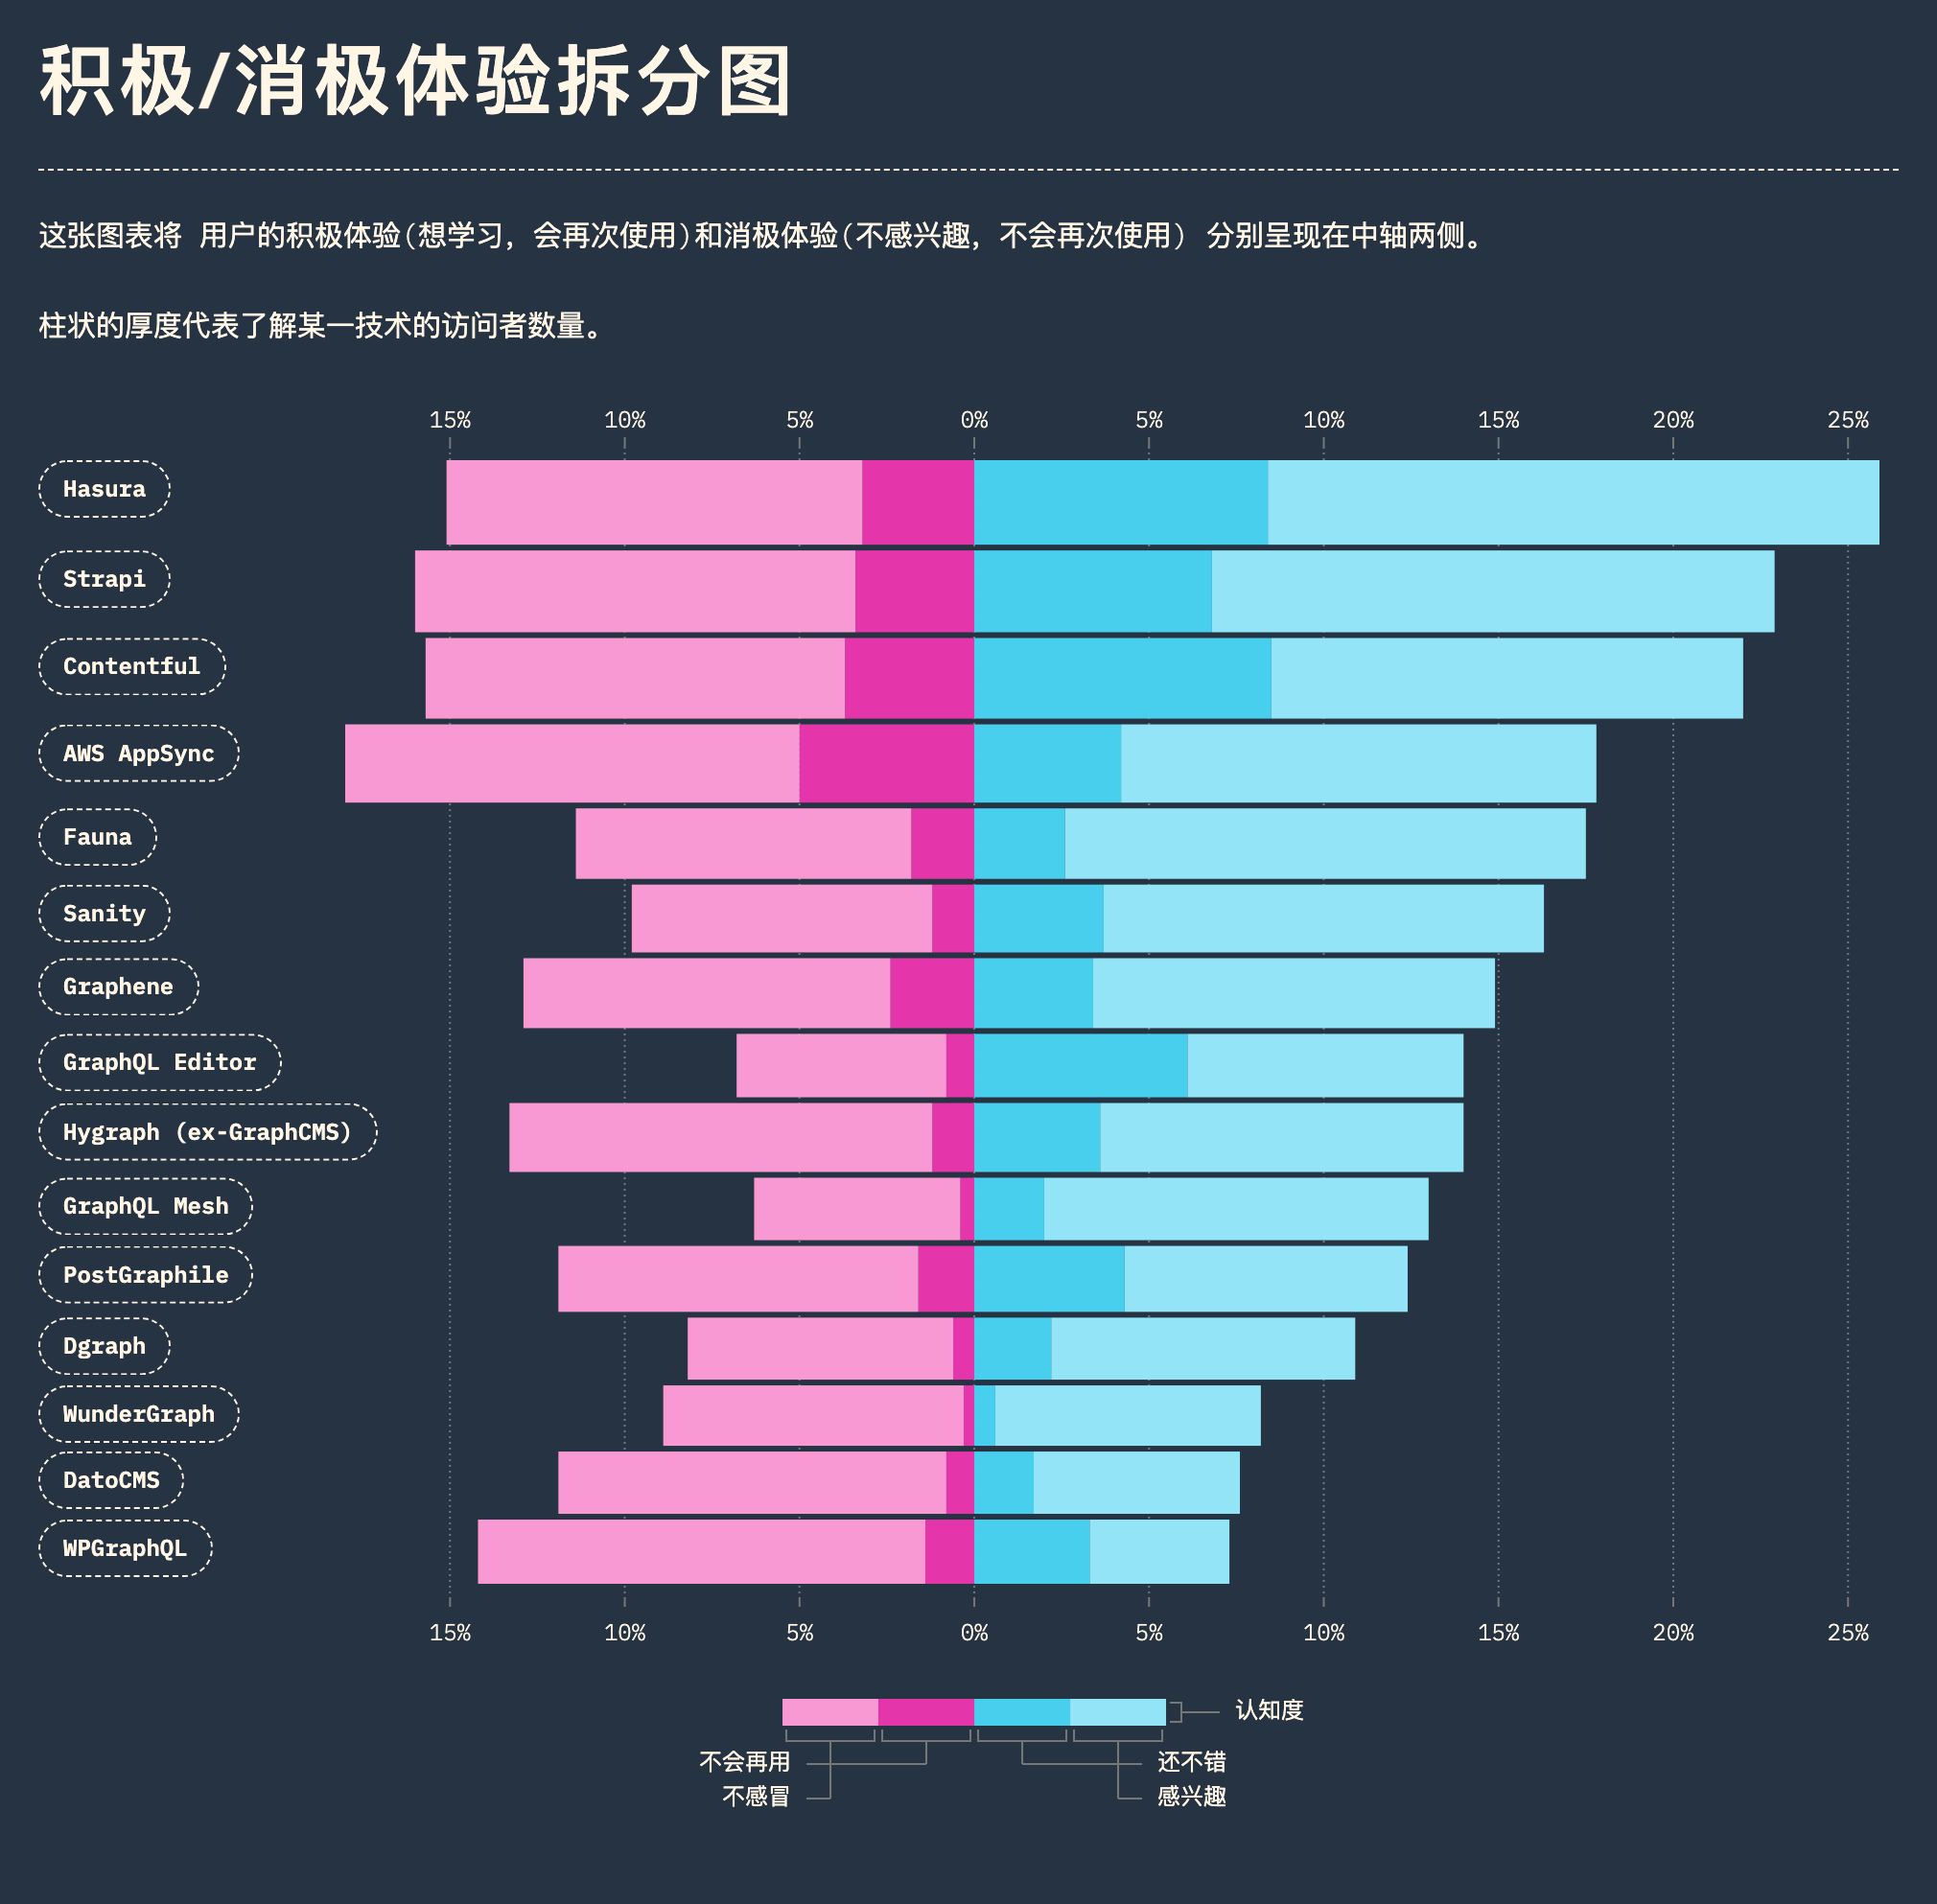 积极/消极体验拆分图
这张图表将 用户的积极体验(想学习, 会再次使用)和消极体验(不感兴趣, 不会再次使用) 分别呈现在中轴两侧。
柱状的厚度代表了解某一技术的访问者数量。
15% 10% 5% 0% 5% 10% 15% 20% 25%
Hasura
Strapi
Contentful
AWS AppSync
Fauna
Sanity
Graphene
GraphQL Editor
Hygraph (ex-GraphCMS)
GraphQL Mesh
PostGraphile
Dgraph
WunderGraph
DatoCMS
WPGraphQL
15% 10% 5% 0% 5% 10% 15% 20% 25%
认知度
不会再用 还不错
不感冒 感兴趣